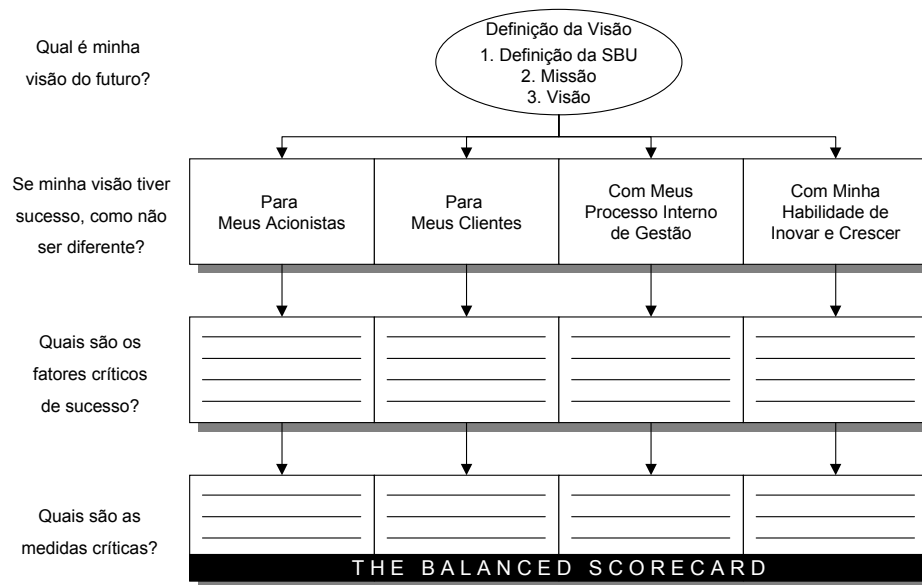 Qual é minha
visão do futuro?
Definição da Visão
1. Definição da SBU
2. Missão
3. Visão
Se minha visão tiver
sucesso, como não
ser diferente?
Para
Meus Acionistas
Para
Meus Clientes
Com Meus
Processo Interno
de Gestão
Com Minha
Habilidade de
Inovar e Crescer
Quais são os
fatores críticos
de sucesso?
Quais são as
medidas críticas?
THE BALANCED SCORECARD